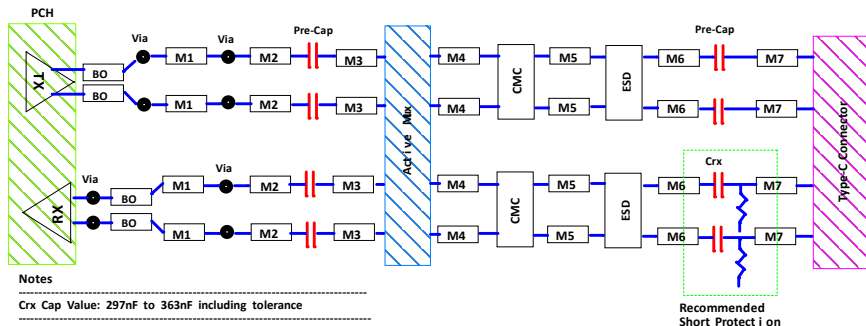 PCH
Via
Via
Pre-Cap
Pre-Cap
TX
BO
BO
M1
M2
M3
M4
M5
M6
M7
M1
M2
M3
M4
M5
M6
M7
CMC
ESD
Active Mux
Type-C Connector
Via
Via
Crx
RX
BO
BO
M1
M2
M3
M4
M5
M6
M7
M1
M2
M3
M4
M5
M6
M7
CMC
ESD
Notes
Crx Cap Value: 297nF to 363nF including tolerance
Recommended
Short Protection